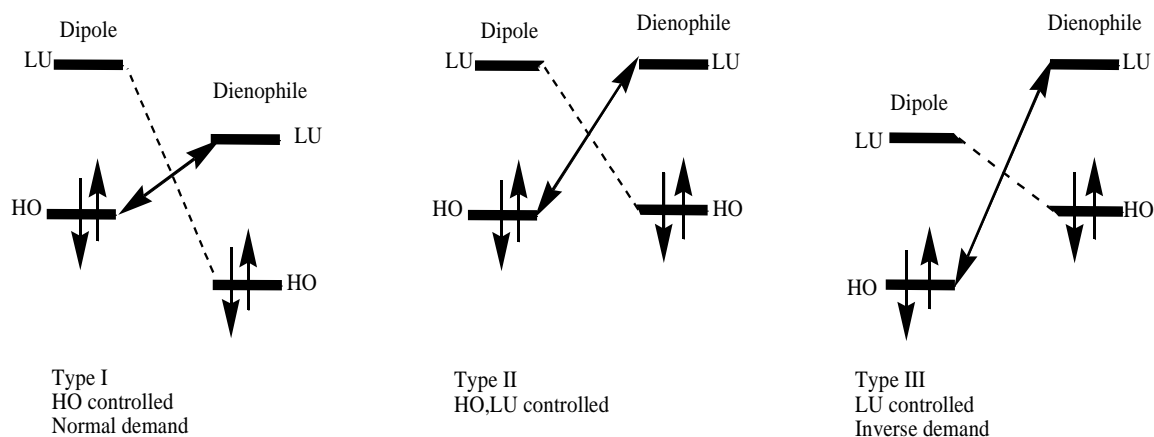 Dipole
LU
Dienophile
LU
HO
HO
Type I
HO controlled
Normal demand
Dipole
Dienophile
LU
LU
HO
HO
Type II
HO,LU controlled
Dienophile
LU
Dipole
LU
HO
HO
Type III
LU controlled
Inverse demand